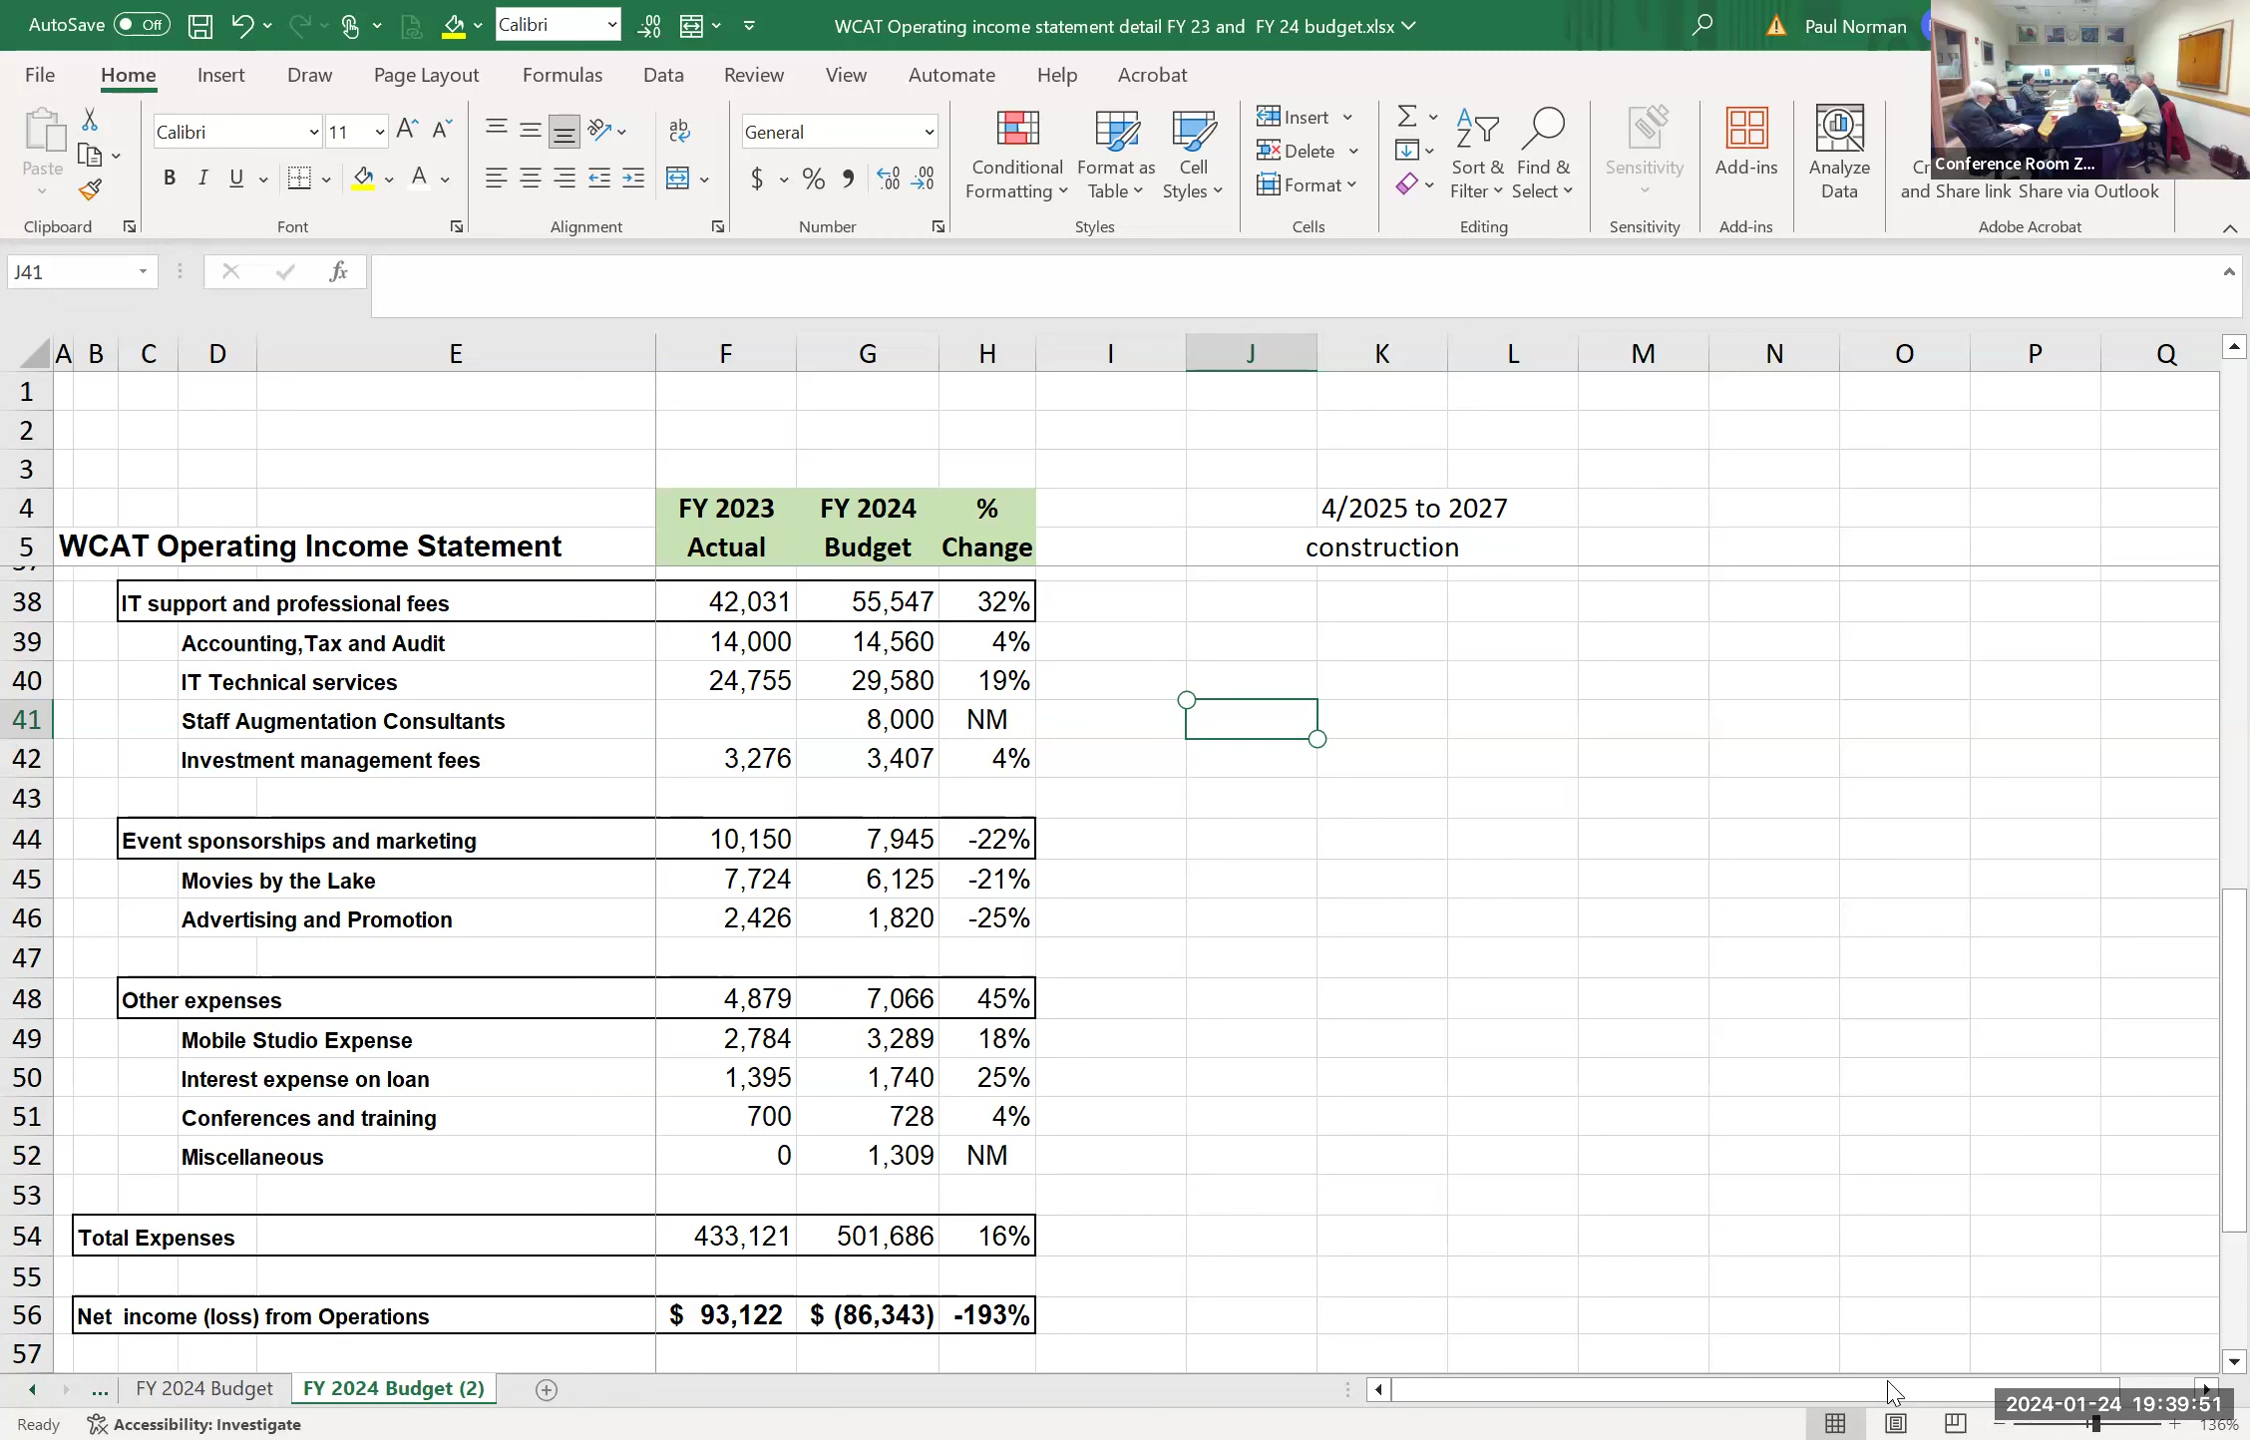 AutoSave Off Calibri WCAT Operating income statement detail FY 23 and FY 24 budget.xlsx Paul Norman
File Home Insert Draw Page Layout Formulas Data Review View Automate Help Acrobat
Conference Room Z...
Paste
Calibri 11
General
Conditional Formatting
Format as Table
Cell Styles
Insert
Delete
Format
Sort & Filter
Find & Select
Sensitivity
Add-ins
Analyze Data
and Share link Share via Outlook
Clipboard Font Alignment Number Styles Cells Editing Sensitivity Add-ins Adobe Acrobat
J41 fx
A B C D E F G H I J K L M N O P Q
1
2
3
4 FY 2023 FY 2024 % 4/2025 to 2027
5 WCAT Operating Income Statement Actual Budget Change construction
38 IT support and professional fees 42,031 55,547 32%
39 Accounting,Tax and Audit 14,000 14,560 4%
40 IT Technical services 24,755 29,580 19%
41 Staff Augmentation Consultants 8,000 NM
42 Investment management fees 3,276 3,407 4%
43
44 Event sponsorships and marketing 10,150 7,945 -22%
45 Movies by the Lake 7,724 6,125 -21%
46 Advertising and Promotion 2,426 1,820 -25%
47
48 Other expenses 4,879 7,066 45%
49 Mobile Studio Expense 2,784 3,289 18%
50 Interest expense on loan 1,395 1,740 25%
51 Conferences and training 700 728 4%
52 Miscellaneous 0 1,309 NM
53
54 Total Expenses 433,121 501,686 16%
55
56 Net income (loss) from Operations $ 93,122 $ (86,343) -193%
57
... FY 2024 Budget FY 2024 Budget (2)
2024-01-24 19:39:51
Ready Accessibility: Investigate 136%